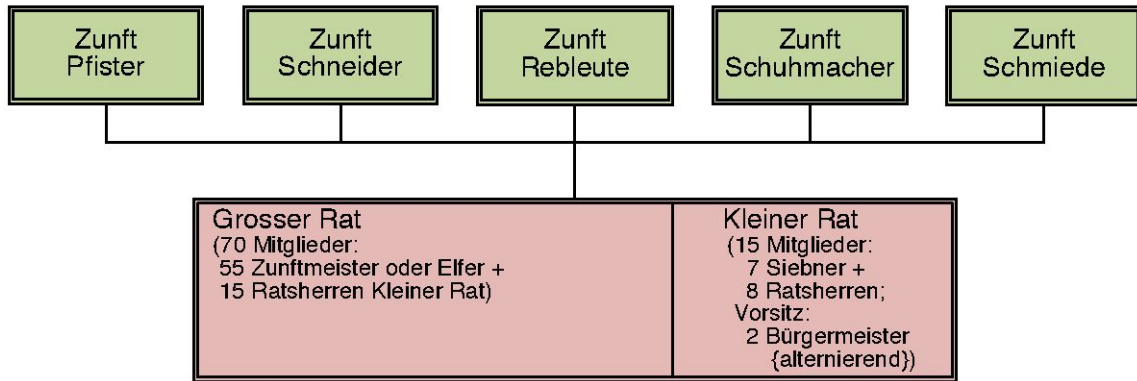 Zunft
Pfister
Zunft
Schneider
Zunft
Rebleute
Zunft
Schuhmacher
Zunft
Schmiede
Grosser Rat
(70 Mitglieder:
55 Zunftmeister oder Elfer +
15 Ratsherren Kleiner Rat)
Kleiner Rat
(15 Mitglieder:
7 Siebner +
8 Ratsherren;
Vorsitz:
2 Bürgermeister
{alternierend})